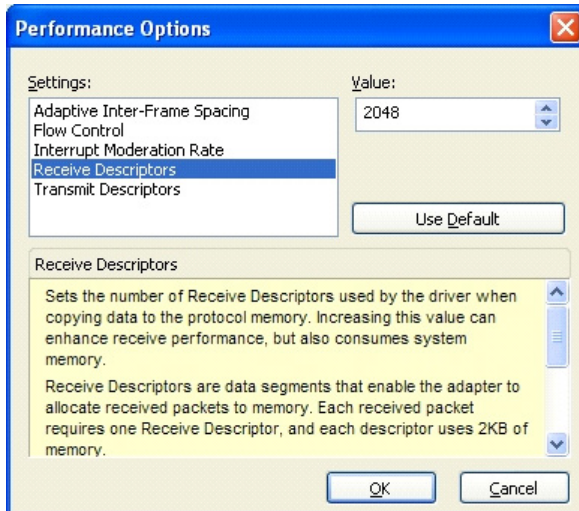 Performance Options
Settings:
Value:
Adaptive Inter-Frame Spacing
Flow Control
Interrupt Moderation Rate
Receive Descriptors
Transmit Descriptors
2048
Use Default
Receive Descriptors
Sets the number of Receive Descriptors used by the driver when
copying data to the protocol memory. Increasing this value can
enhance receive performance, but also consumes system
memory.
Receive Descriptors are data segments that enable the adapter to
allocate received packets to memory. Each received packet
requires one Receive Descriptor, and each descriptor uses 2KB of
memory.
OK
Cancel